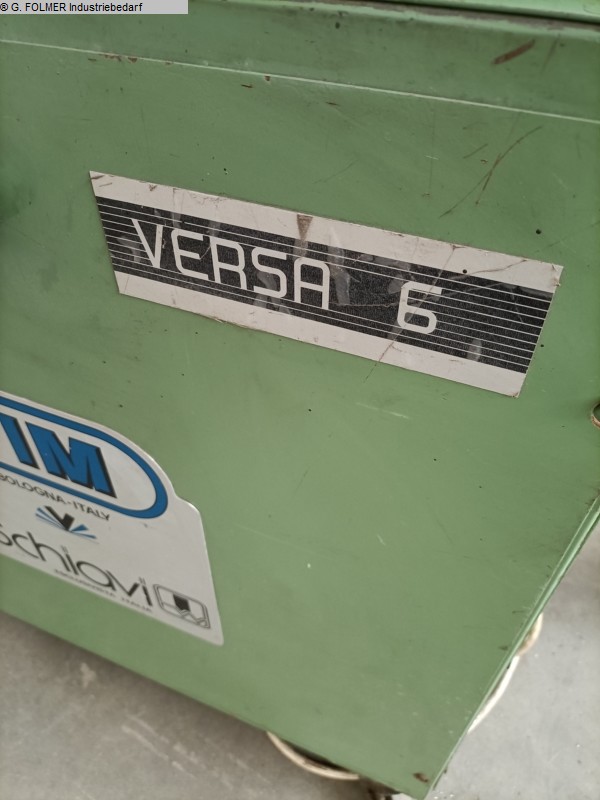 ® G. FOLMER Industriebedarf
VERSA 6
IM
BOLOGNA-ITALY
Schiavi